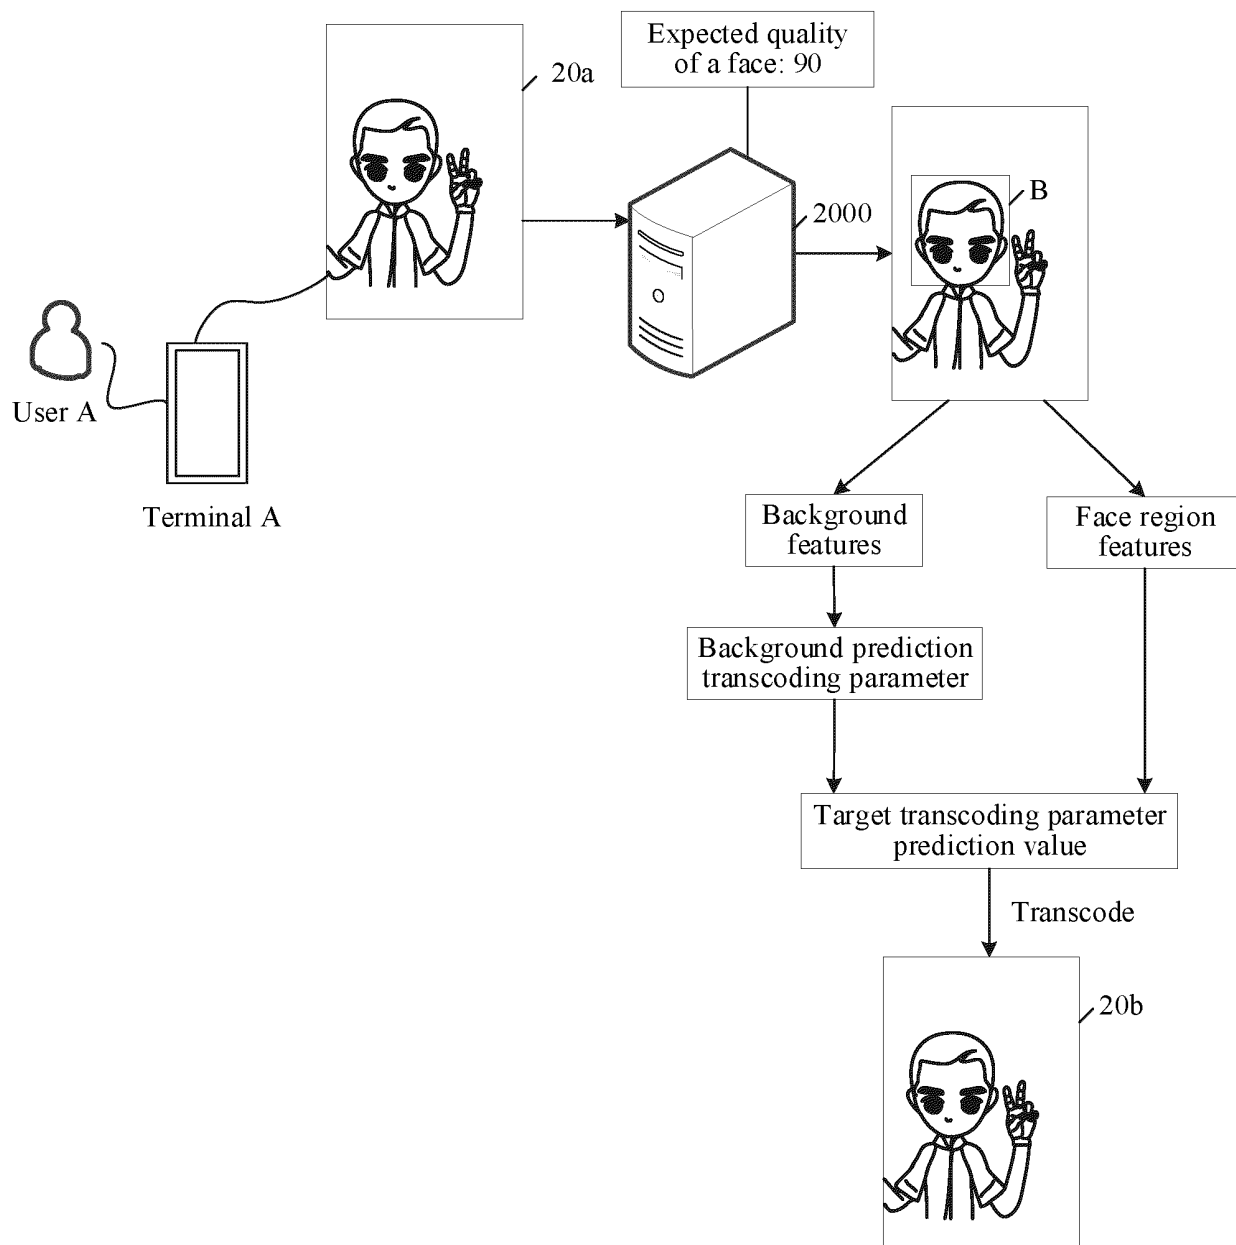 Expected quality
of a face: 90
20a
B
2000
User A
Terminal A
Background
features
Face region
features
Background prediction
transcoding parameter
Target transcoding parameter
prediction value
Transcode
20b